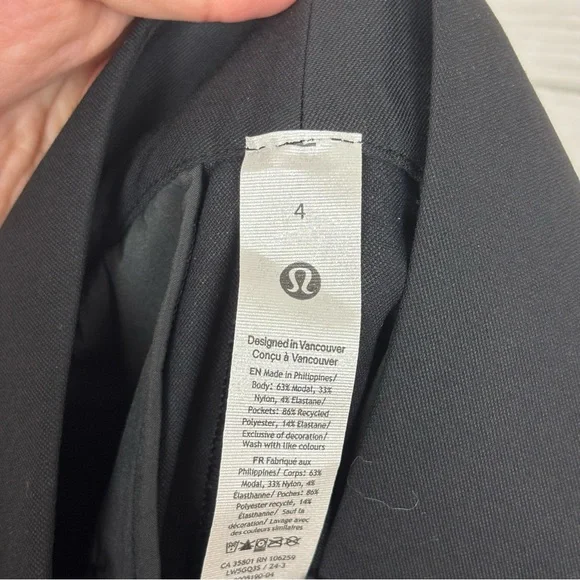 4
Designed in Vancouver
Conçu à Vancouver
EN Made in Philippines/
Body: 63% Modal, 33%
Nylon, 4% Elastane/
Pockets: 86% Recycled
Polyester, 14% Elastane/
Exclusive of decoration/
Wash with like colours
FR Fabriqué aux
Philippines/ Corps: 63%
Modal, 33% Nylon, 4%
Élasthanne/ Poches: 86%
Polyester recyclé, 14%
Élasthanne/ Sauf la
décoration/ Lavage avec
des couleurs similaires
CA 35801 RN 106259
LW5GQ3S / 24-3